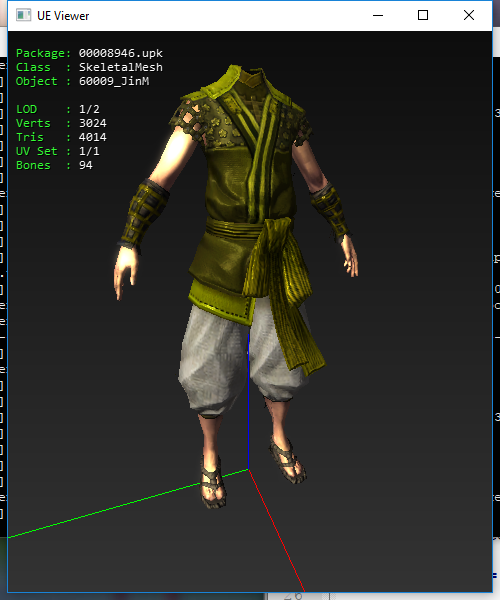 UE Viewer
Package: 00008946.upk
Class  : SkeletalMesh
Object : 60009_JinM
LOD    : 1/2
Verts  : 3024
Tris   : 4014
UV Set : 1/1
Bones  : 94